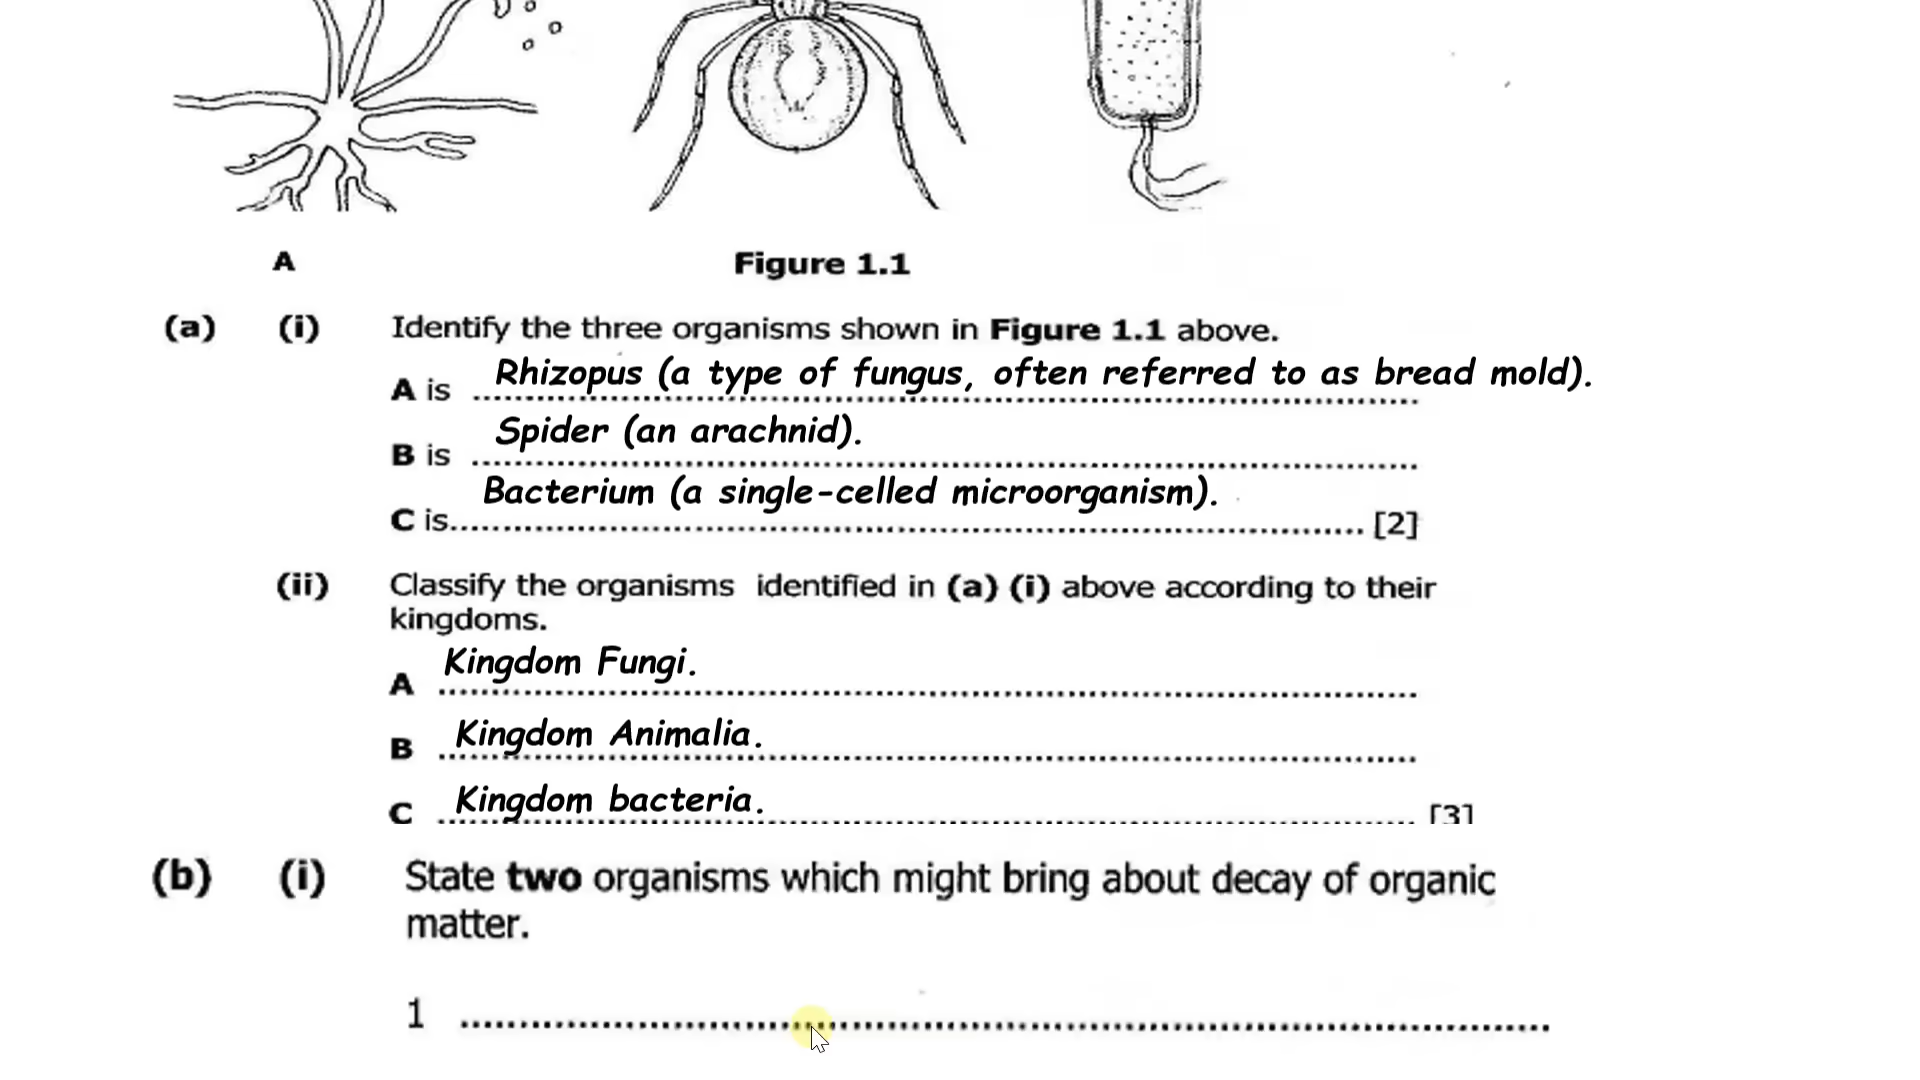 A Figure 1.1
(a) (i) Identify the three organisms shown in Figure 1.1 above.
A is Rhizopus (a type of fungus, often referred to as bread mold).
B is Spider (an arachnid).
C is Bacterium (a single-celled microorganism). [2]
(ii) Classify the organisms identified in (a) (i) above according to their
kingdoms.
A Kingdom Fungi.
B Kingdom Animalia.
C Kingdom bacteria. [3]
(b) (i) State two organisms which might bring about decay of organic
matter.
1